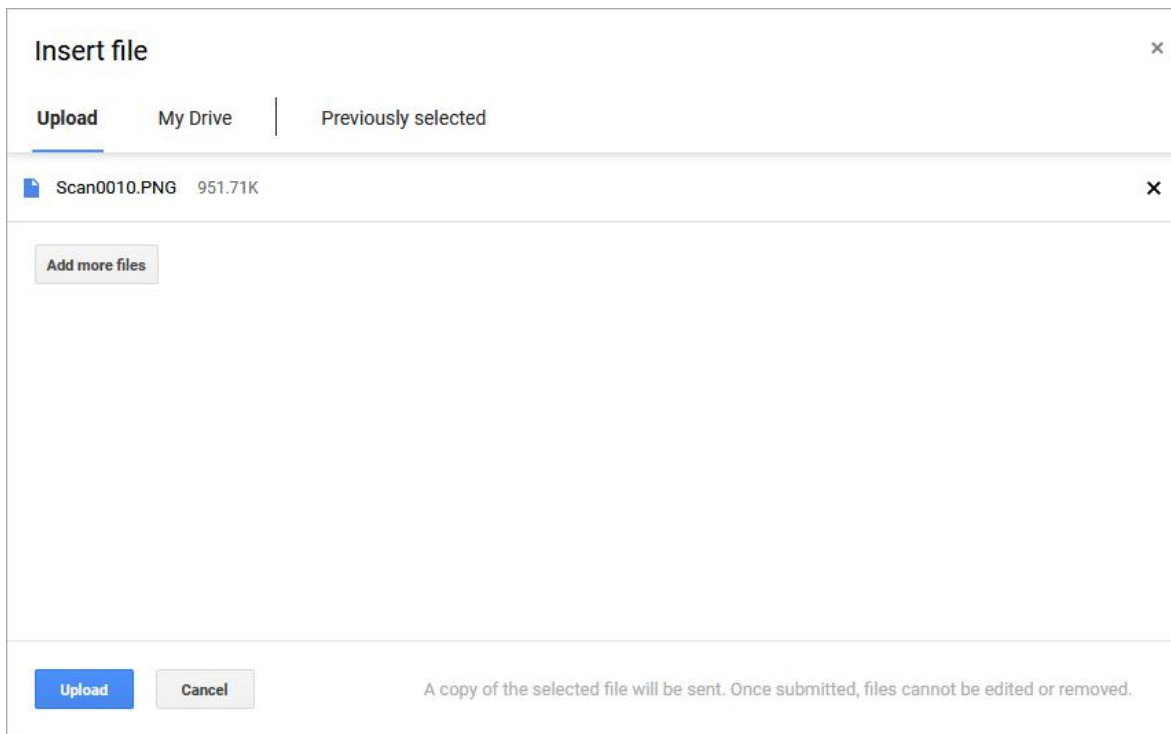 Insert file
Upload My Drive Previously selected
Scan0010.PNG 951.71K
Add more files
Upload Cancel A copy of the selected file will be sent. Once submitted, files cannot be edited or removed.